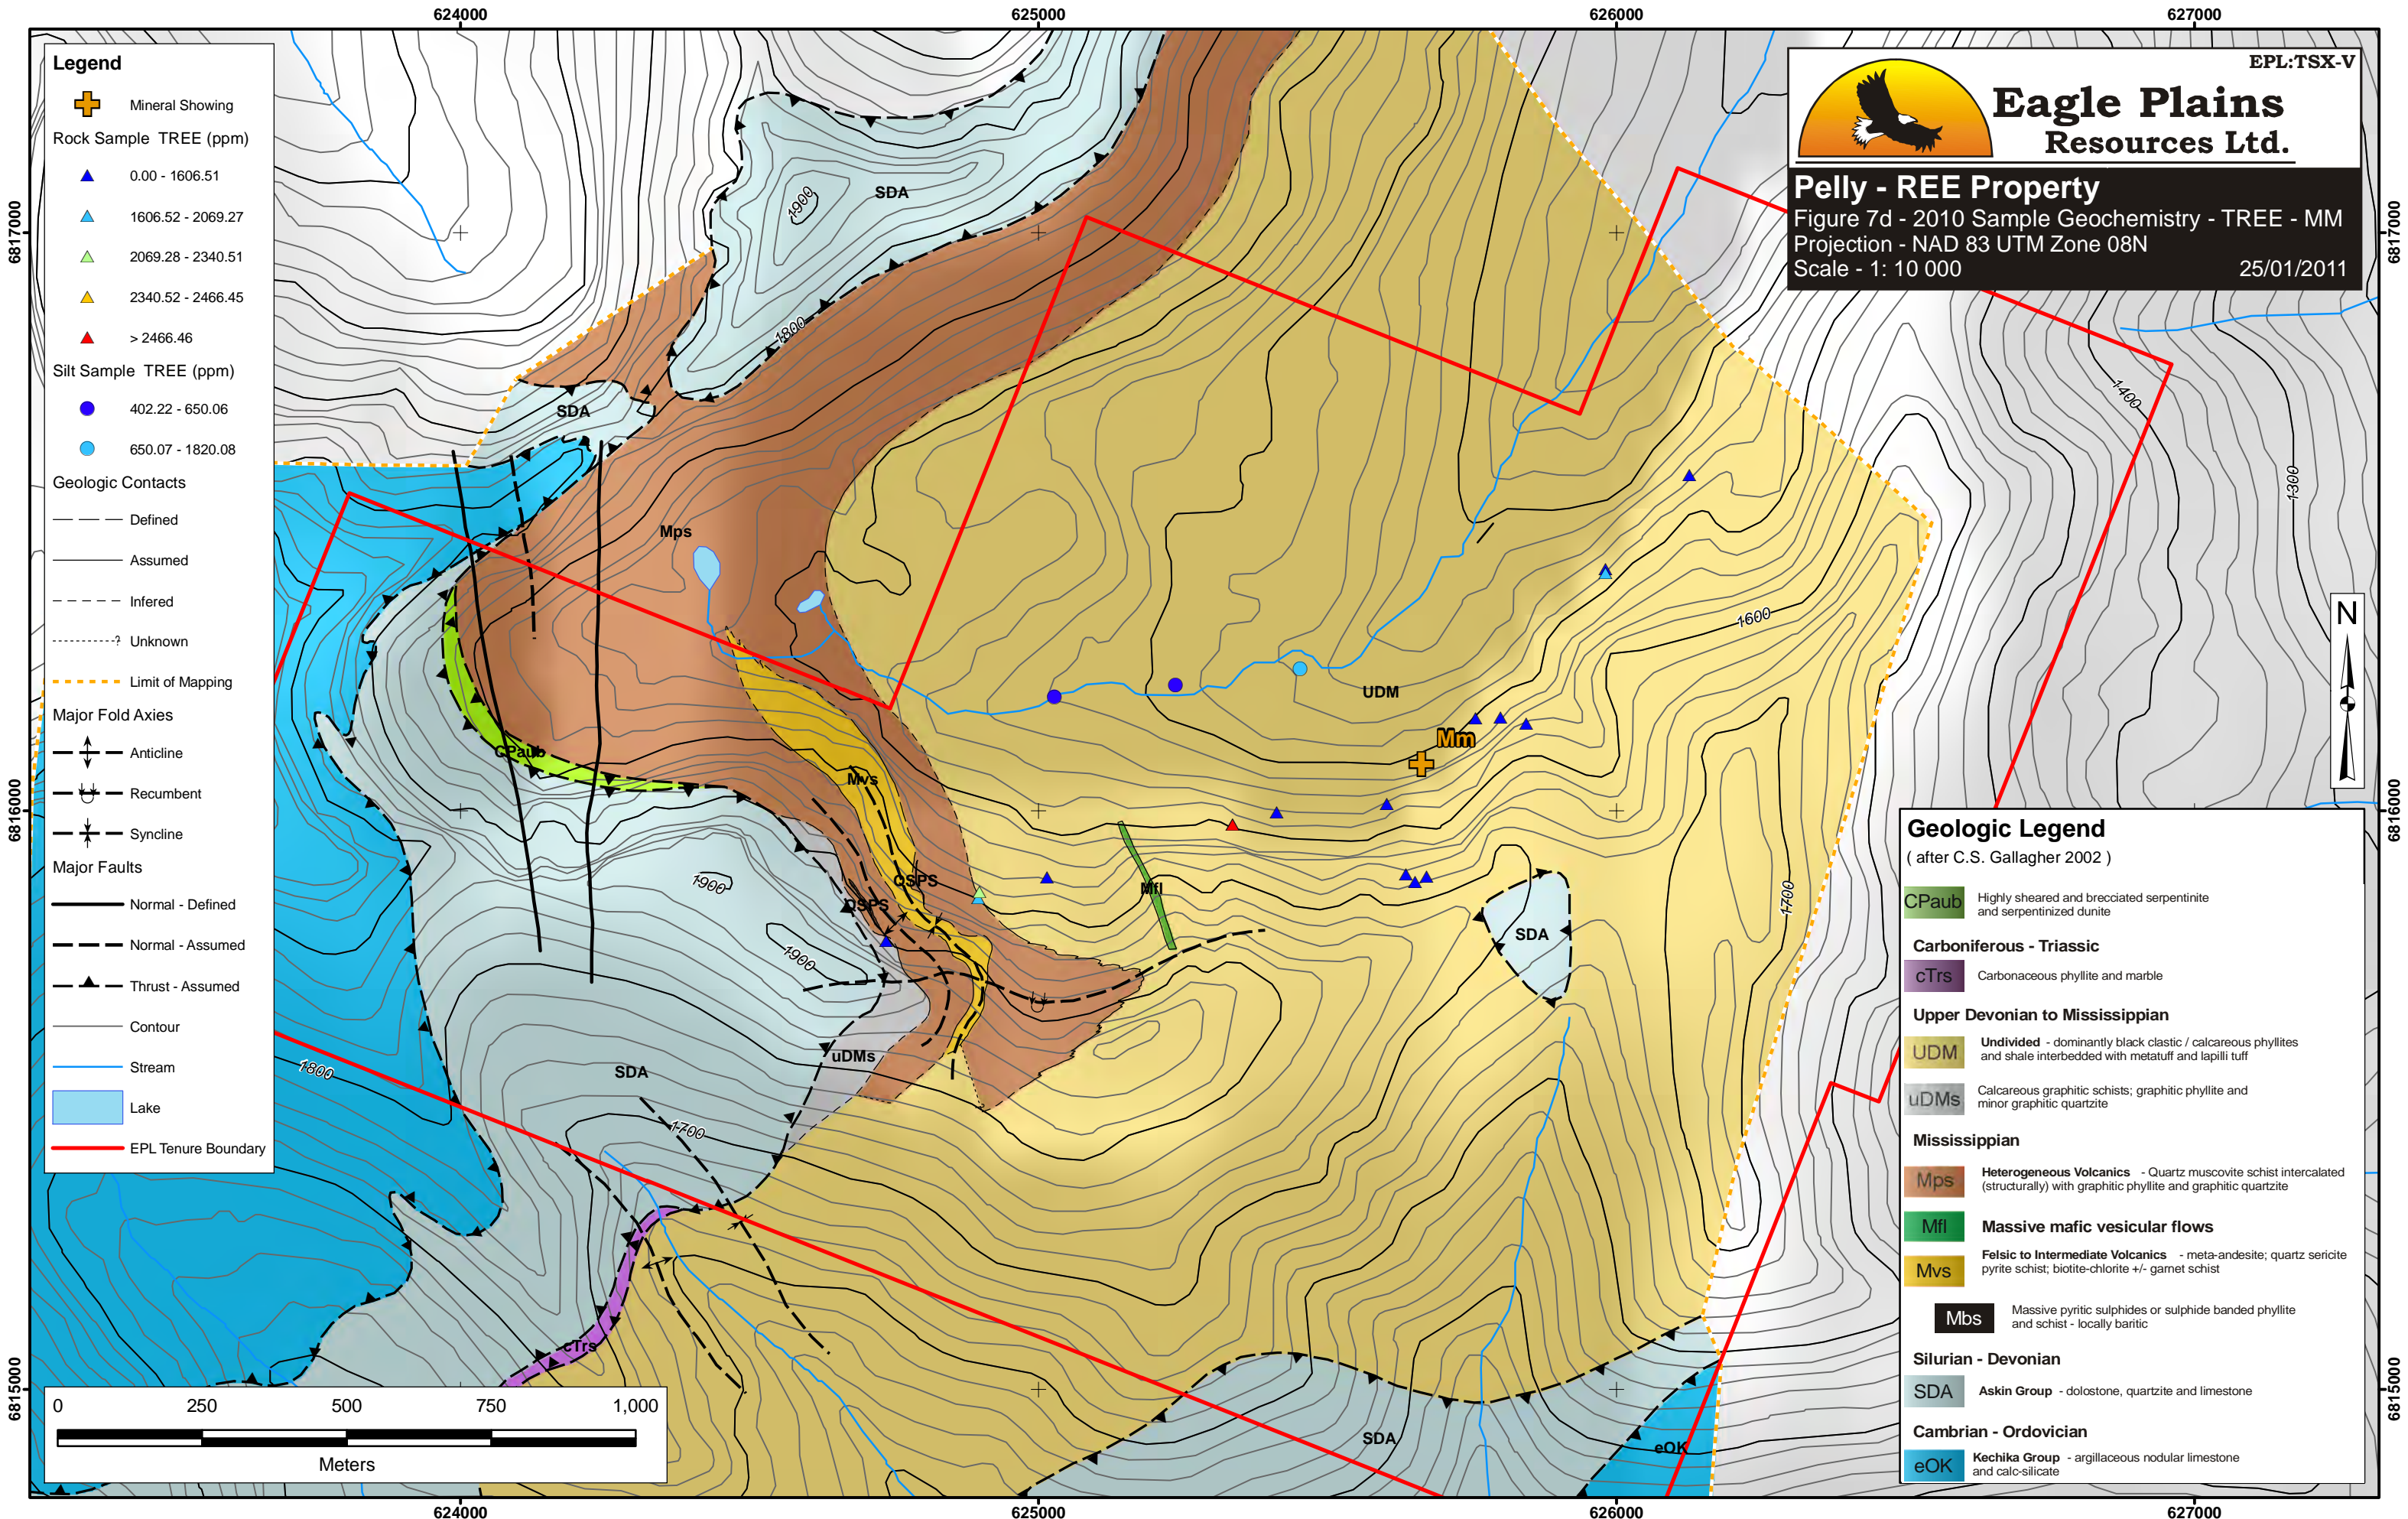 624000
625000
626000
627000
Legend
Mineral Showing
Rock Sample TREE (ppm)
0.00 - 1606.51
1606.52 - 2069.27
2069.28 - 2340.51
2340.52 - 2466.45
> 2466.46
Silt Sample TREE (ppm)
402.22 - 650.06
650.07 - 1820.08
Geologic Contacts
Defined
Assumed
Infered
?
Unknown
Limit of Mapping
Major Fold Axies
Anticline
Recumbent
Syncline
Major Faults
Normal - Defined
Normal - Assumed
Thrust - Assumed
Contour
Stream
Lake
EPL Tenure Boundary
EPL:TSX-V
Eagle Plains
Resources Ltd.
Pelly - REE Property
Figure 7d - 2010 Sample Geochemistry - TREE - MM
Projection - NAD 83 UTM Zone 08N
Scale - 1: 10 000
25/01/2011
6817000
6817000
1900
SDA
1800
SDA
1400
1300
Mps
1600
N
UDM
Mm
CPaub
Mvs
6816000
6816000
QSPS
QSPS
1900
Mfl
1700
SDA
1900
uDMs
SDA
1800
1700
cTrs
SDA
eOK
6815000
6815000
0
250
500
750
1,000
Meters
Geologic Legend
( after C.S. Gallagher 2002 )
CPaub
Highly sheared and brecciated serpentinite
and serpentinized dunite
Carboniferous - Triassic
cTrs
Carbonaceous phyllite and marble
Upper Devonian to Mississippian
UDM
Undivided - dominantly black clastic / calcareous phyllites
and shale interbedded with metatuff and lapilli tuff
uDMs
Calcareous graphitic schists; graphitic phyllite and
minor graphitic quartzite
Mississippian
Mps
Heterogeneous Volcanics - Quartz muscovite schist intercalated
(structurally) with graphitic phyllite and graphitic quartzite
Mfl
Massive mafic vesicular flows
Mvs
Felsic to Intermediate Volcanics - meta-andesite; quartz sericite
pyrite schist; biotite-chlorite +/- garnet schist
Mbs
Massive pyritic sulphides or sulphide banded phyllite
and schist - locally baritic
Silurian - Devonian
SDA
Askin Group - dolostone, quartzite and limestone
Cambrian - Ordovician
eOK
Kechika Group - argillaceous nodular limestone
and calc-silicate
624000
625000
626000
627000